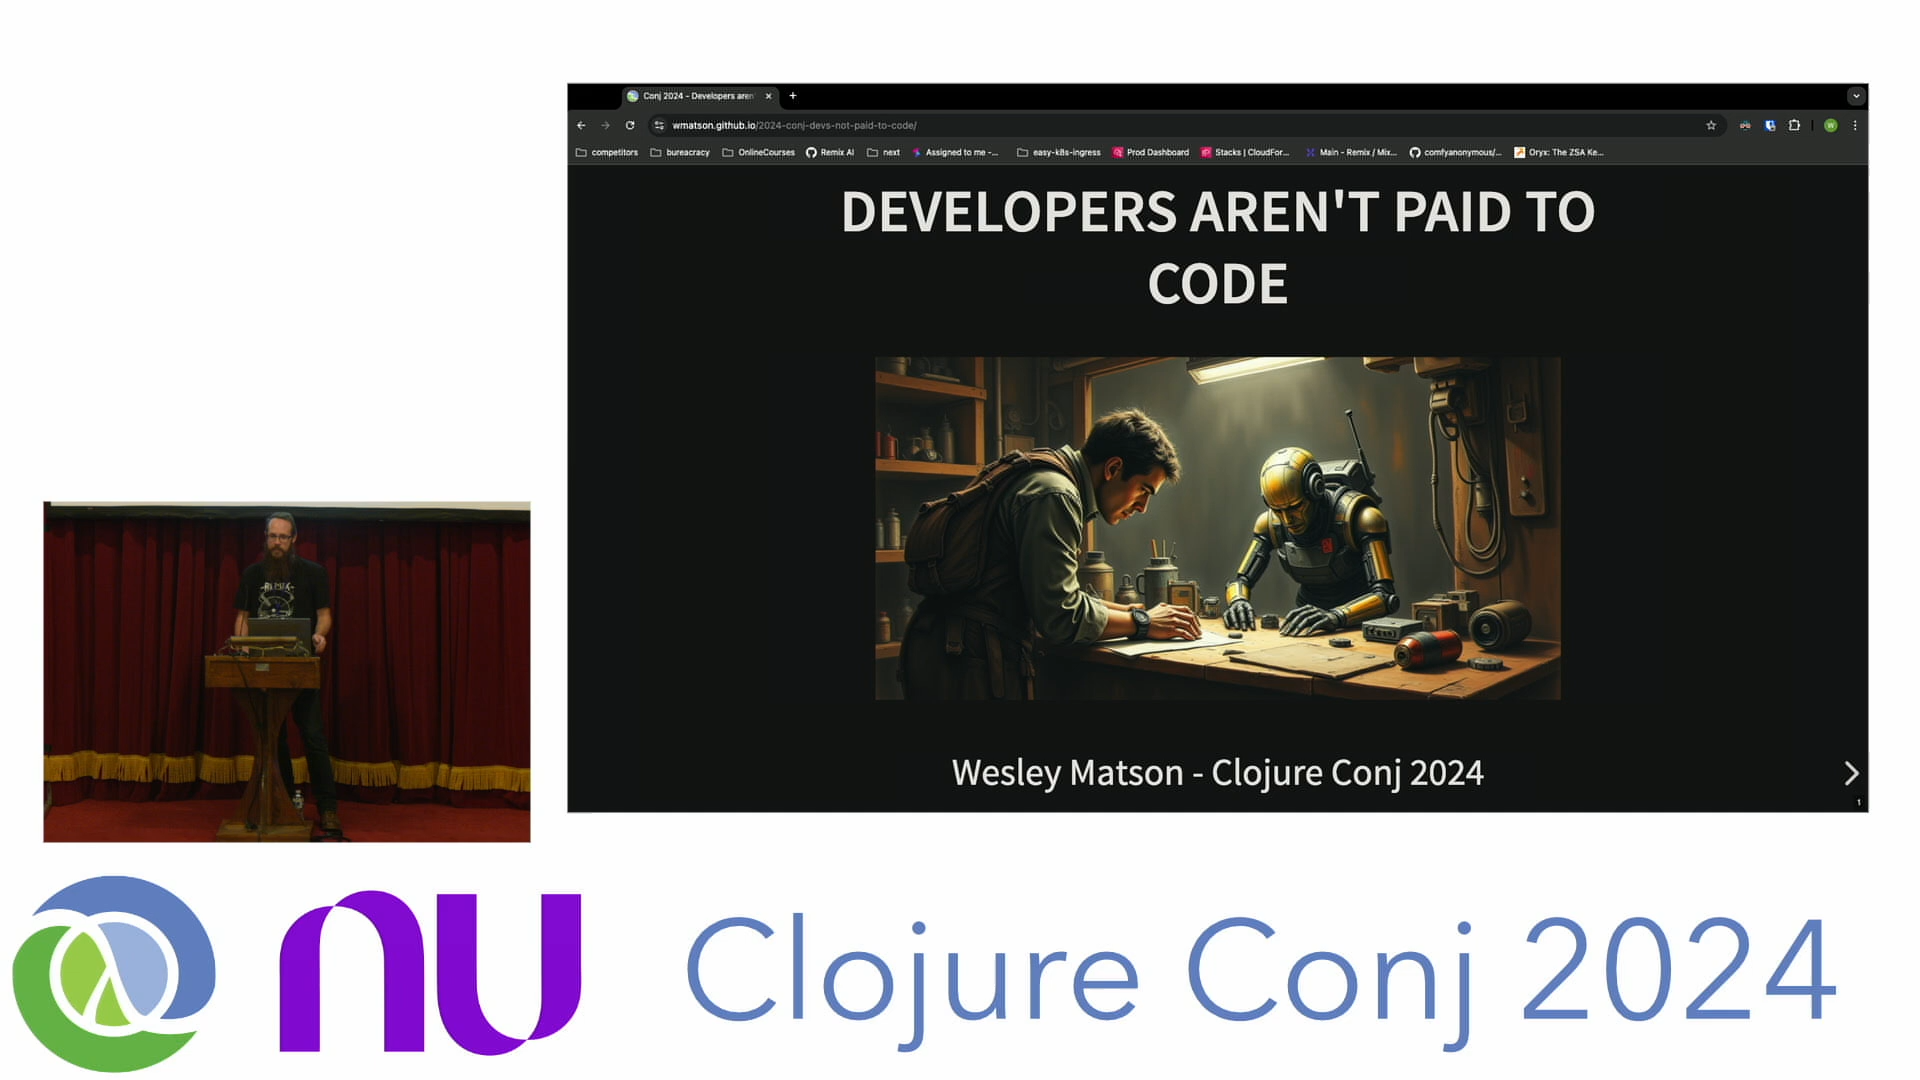 Conj 2024 - Developers aren'
wmatson.github.io/2024-conj-devs-not-paid-to-code/
competitors
bureacracy
OnlineCourses
Remix AI
next
Assigned to me -...
easy-k8s-ingress
Prod Dashboard
Stacks | CloudFor...
Main - Remix / Mix...
comfyanonymous/...
Oryx: The ZSA Ke...
DEVELOPERS AREN'T PAID TO
CODE
Wesley Matson - Clojure Conj 2024
1
REMIX
nu
Clojure Conj 2024